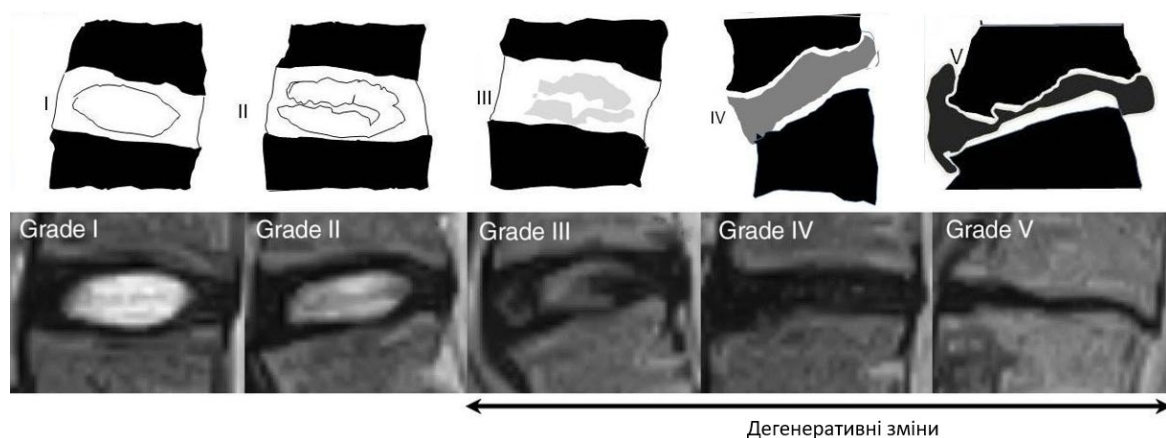 I
II
III
IV
V
Grade I
Grade II
Grade III
Grade IV
Grade V
Дегенеративні зміни